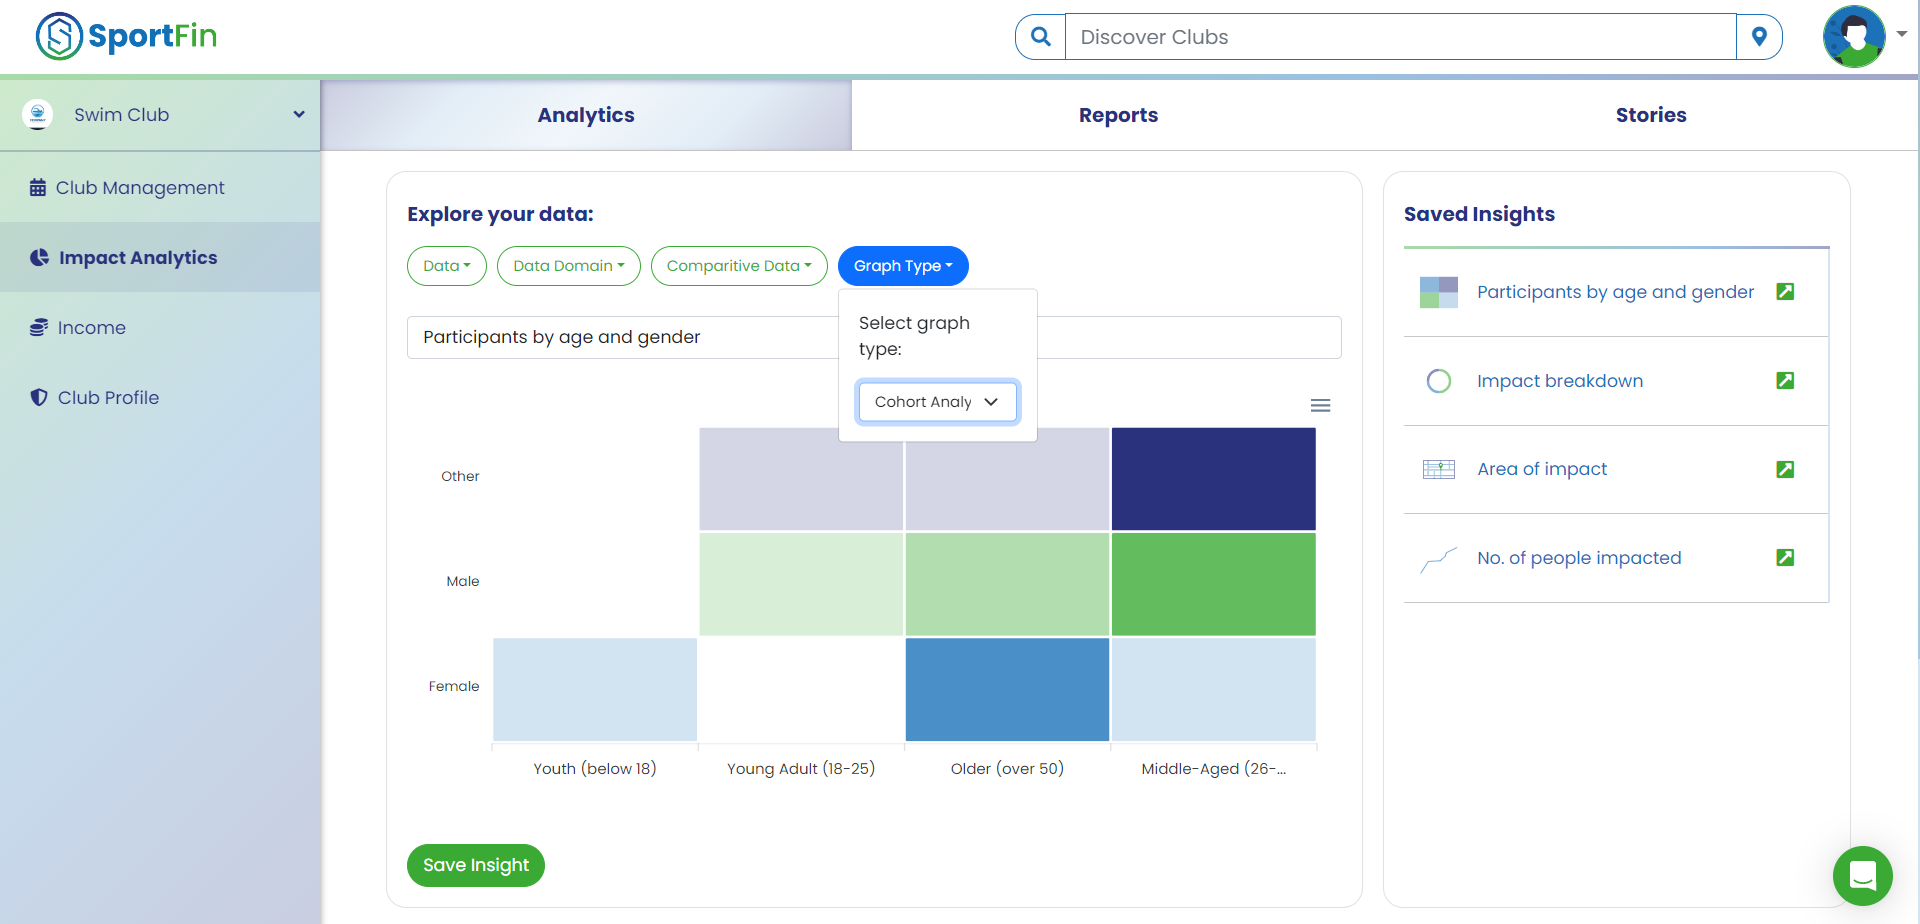 SportFin
Discover Clubs
Swim Club
Club Management
Impact Analytics
Income
Club Profile
Analytics
Reports
Stories
Explore your data:
Data
Data Domain
Comparitive Data
Graph Type
Select graph
type:
Cohort Analy
Participants by age and gender
Other
Male
Female
Youth (below 18)
Young Adult (18-25)
Older (over 50)
Middle-Aged (26-...
Save Insight
Saved Insights
Participants by age and gender
Impact breakdown
Area of impact
No. of people impacted